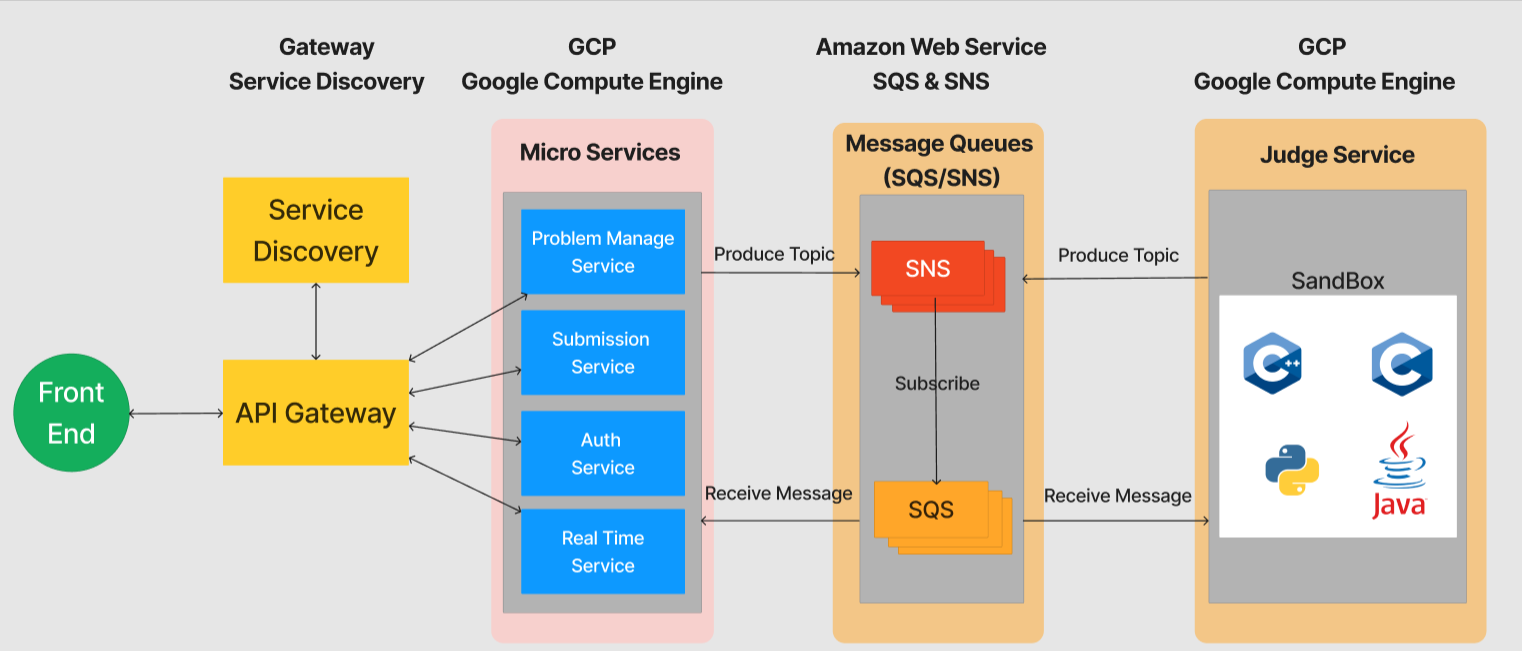 Gateway
Service Discovery
GCP
Google Compute Engine
Amazon Web Service
SQS & SNS
GCP
Google Compute Engine
Service
Discovery
Front
End
API Gateway
Micro Services
Problem Manage
Service
Submission
Service
Auth
Service
Real Time
Service
Produce Topic
Receive Message
Message Queues
(SQS/SNS)
SNS
Subscribe
SQS
Produce Topic
Receive Message
Judge Service
SandBox
C++
C
Java